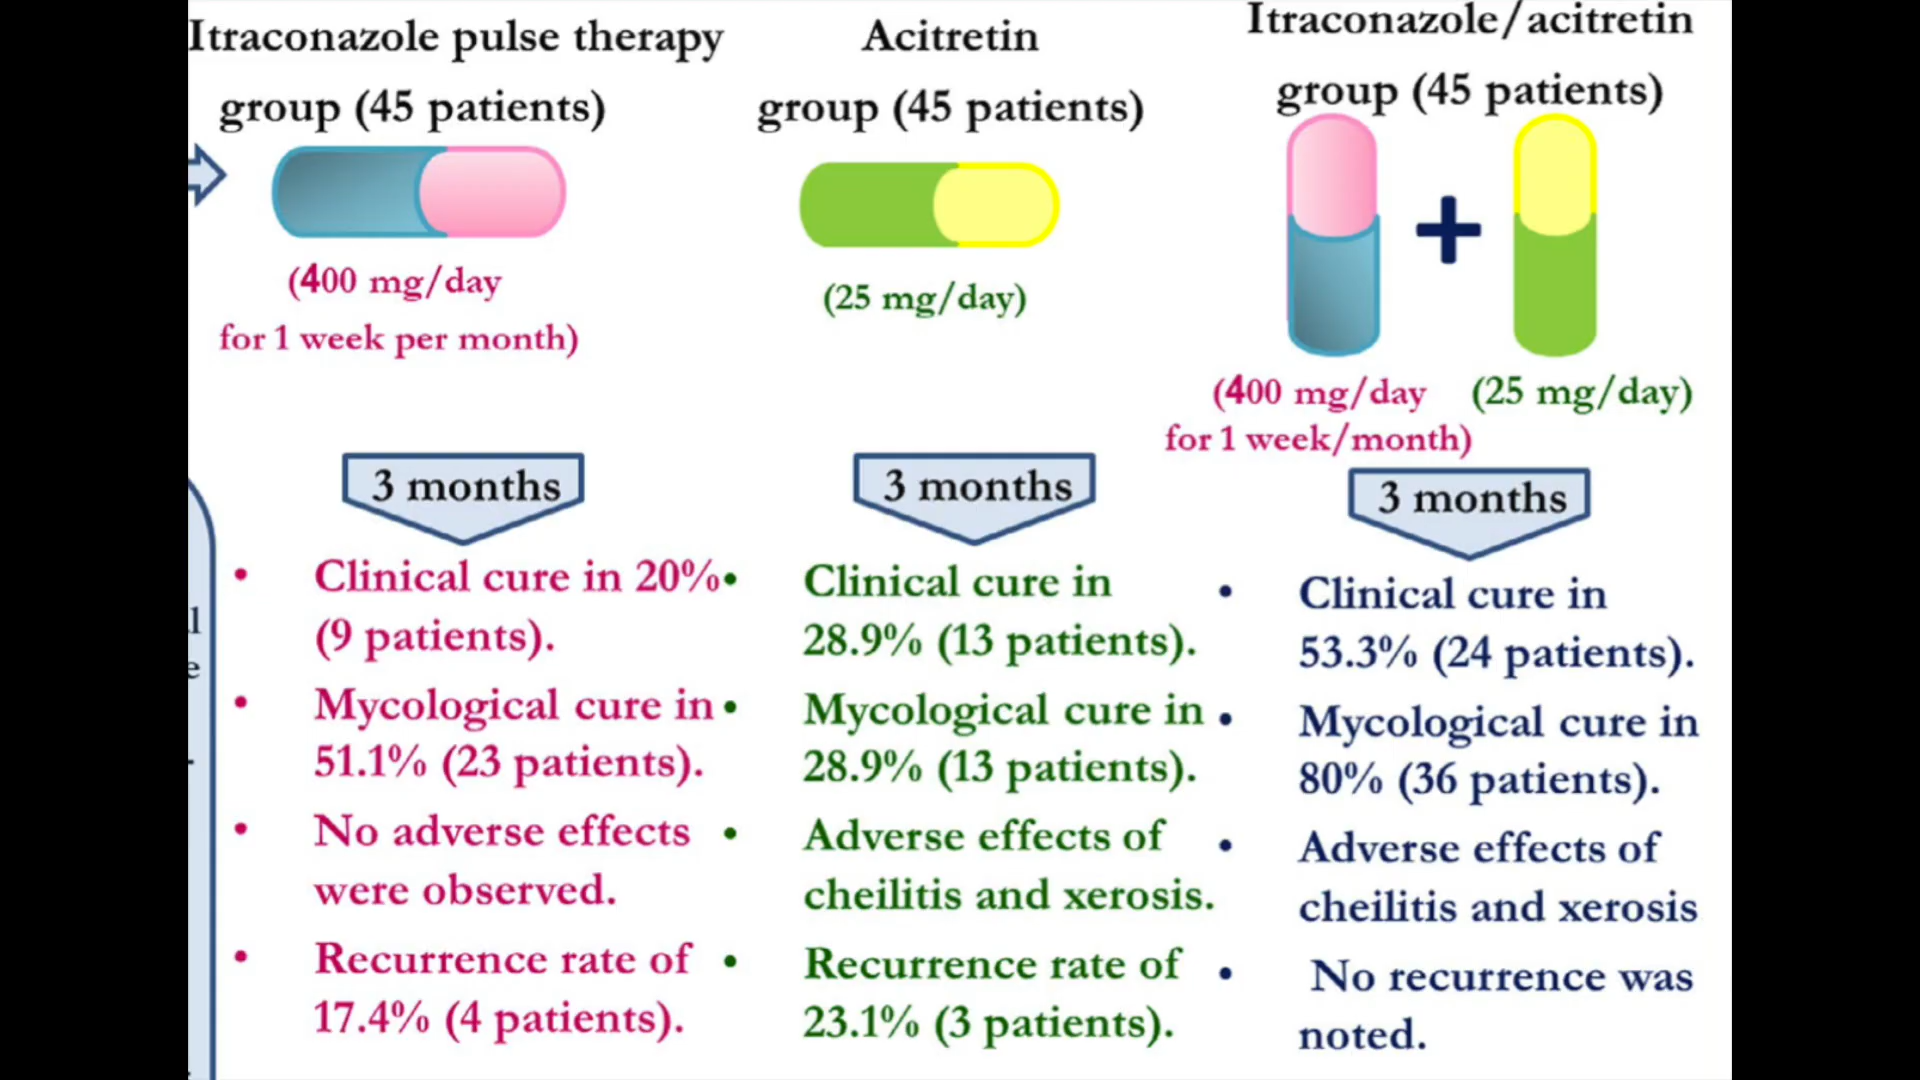 Itraconazole pulse therapy
group (45 patients)
(400 mg/day
for 1 week per month)
3 months
• Clinical cure in 20%
(9 patients).
• Mycological cure in
51.1% (23 patients).
• No adverse effects
were observed.
• Recurrence rate of
17.4% (4 patients).
Acitretin
group (45 patients)
(25 mg/day)
3 months
• Clinical cure in
28.9% (13 patients).
• Mycological cure in
28.9% (13 patients).
• Adverse effects of
cheilitis and xerosis.
• Recurrence rate of
23.1% (3 patients).
Itraconazole/acitretin
group (45 patients)
+
(400 mg/day
for 1 week/month)
(25 mg/day)
3 months
• Clinical cure in
53.3% (24 patients).
• Mycological cure in
80% (36 patients).
• Adverse effects of
cheilitis and xerosis
• No recurrence was
noted.